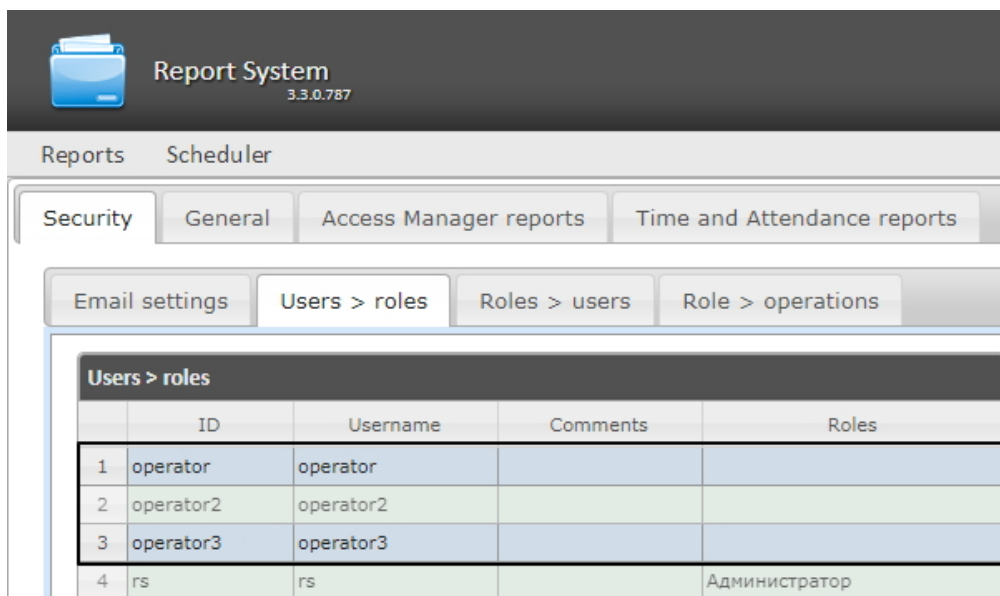 Report System
3.3.0.787
Reports Scheduler
Security General Access Manager reports Time and Attendance reports
Email settings Users > roles Roles > users Role > operations
Users > roles
ID Username Comments Roles
1 operator operator
2 operator2 operator2
3 operator3 operator3
4 rs rs Администратор